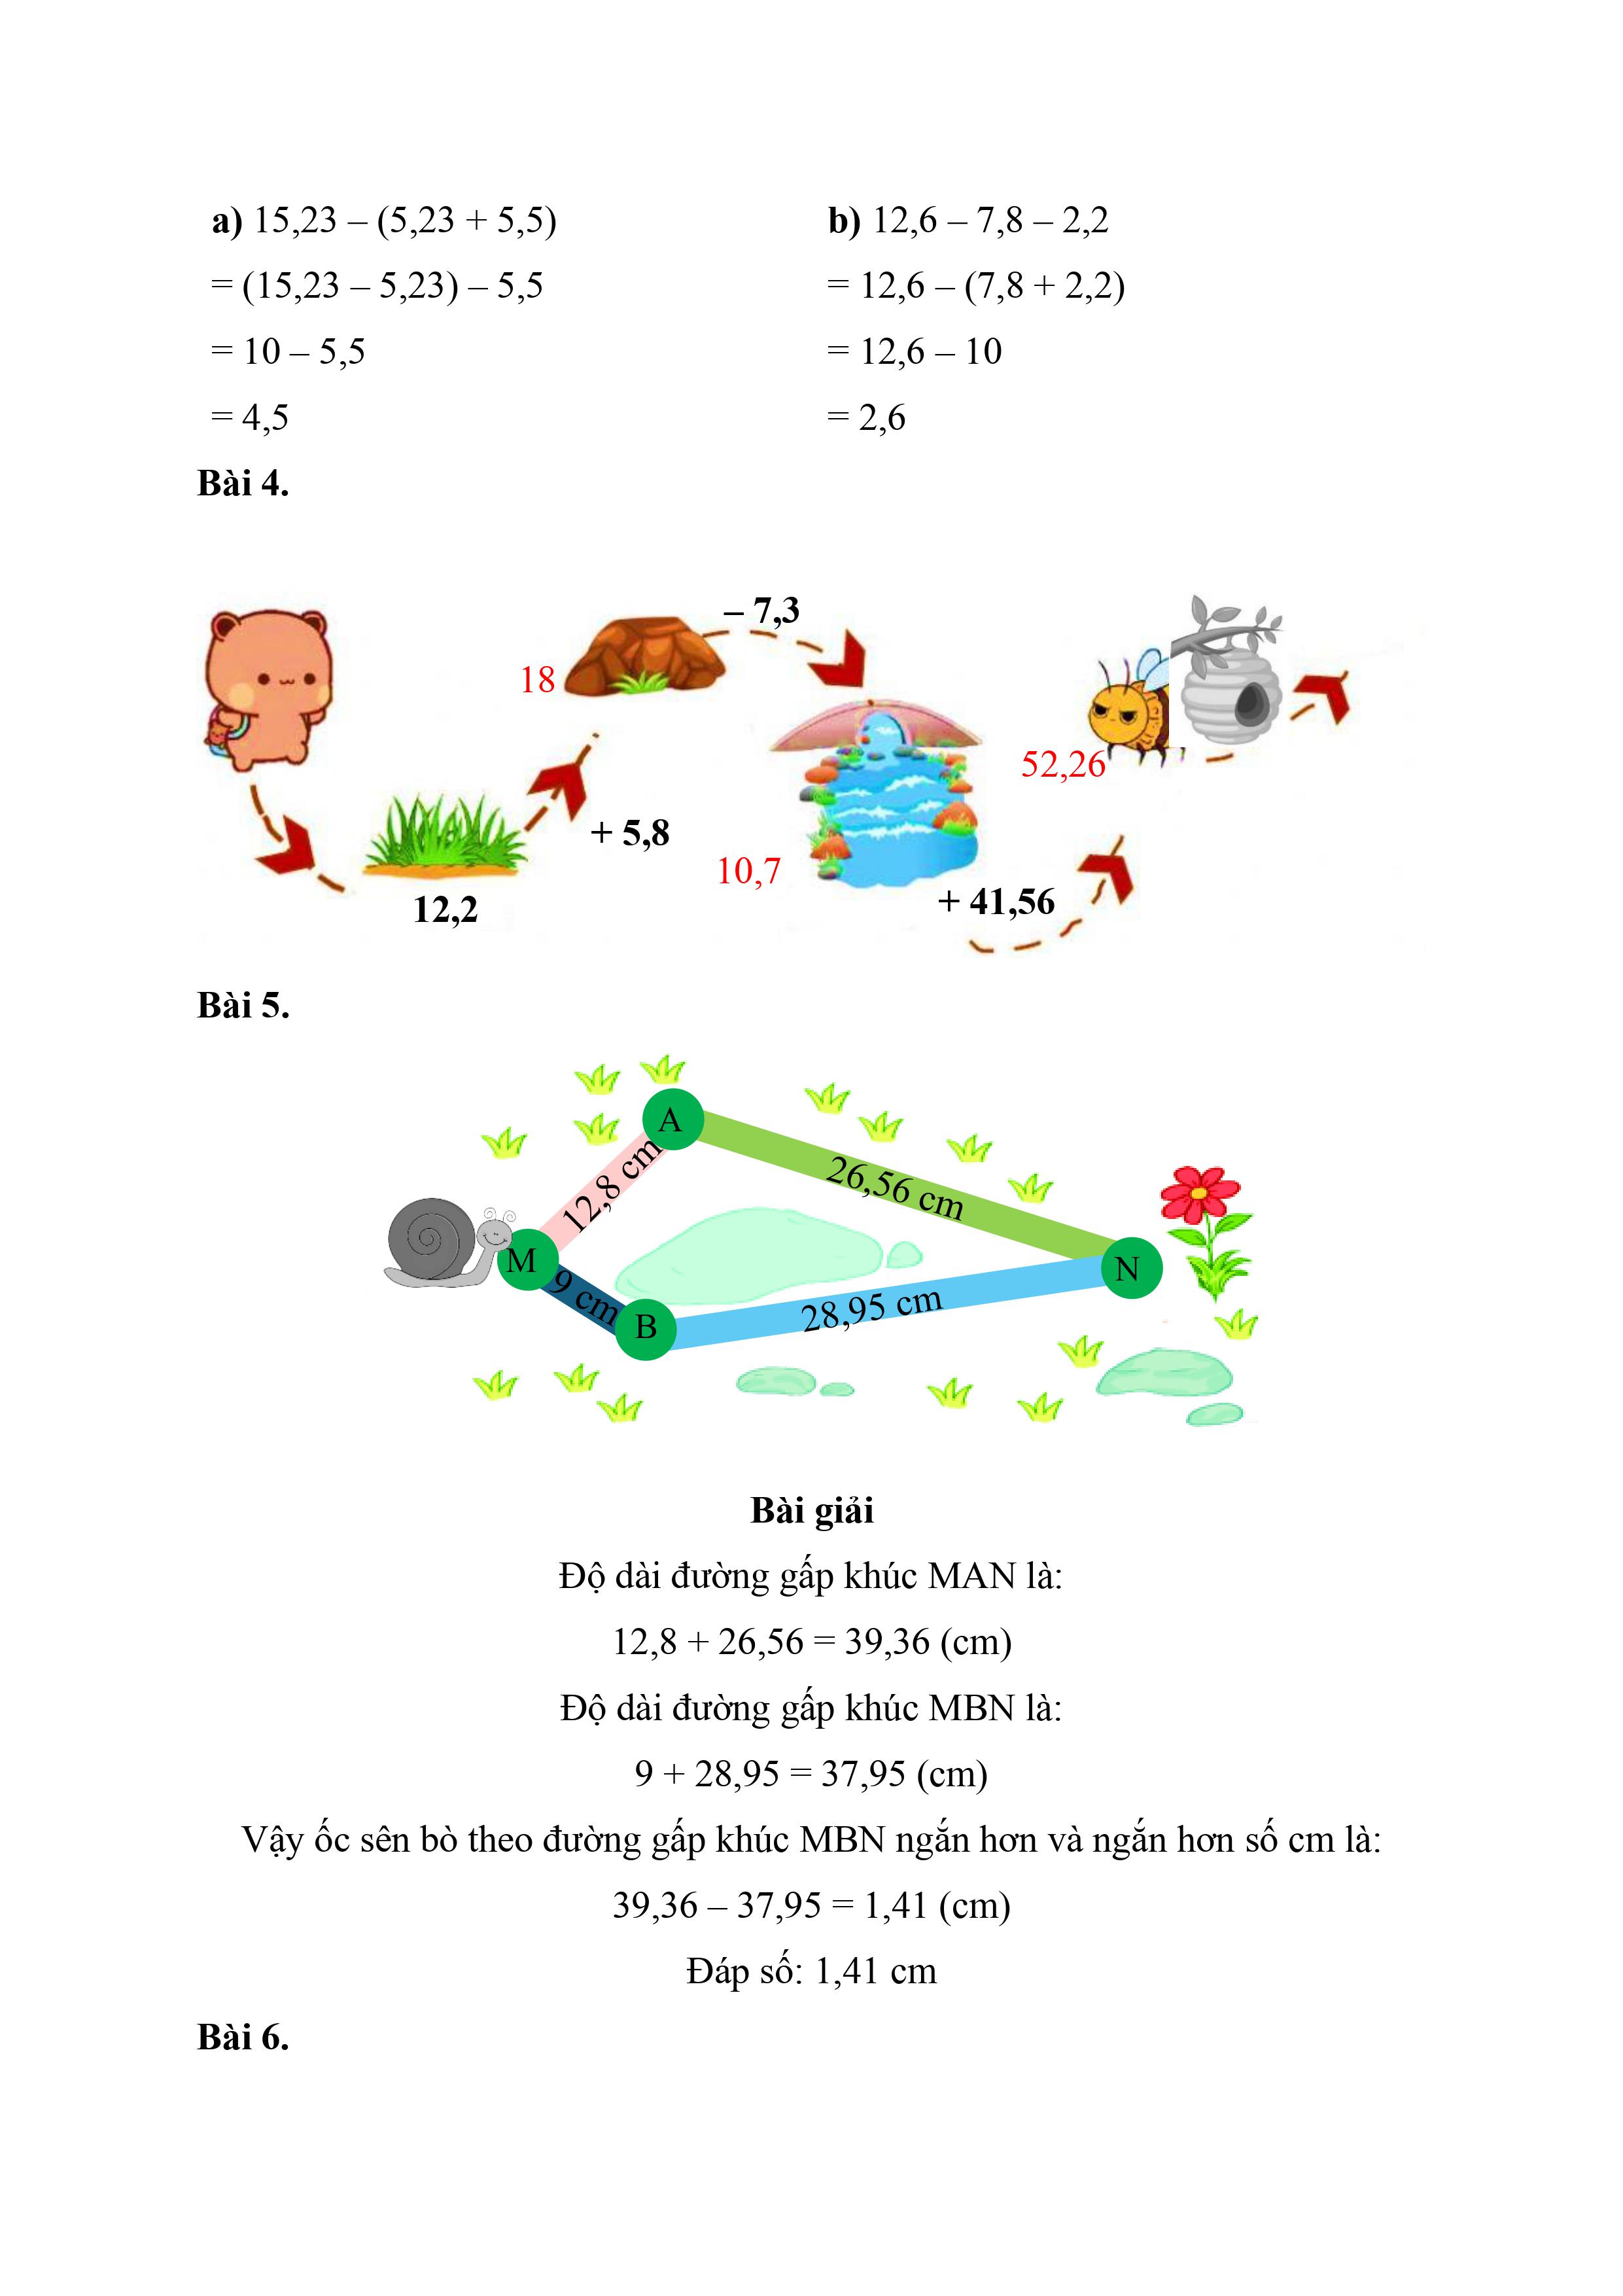 a) 15,23 – (5,23 + 5,5)
= (15,23 – 5,23) – 5,5
= 10 – 5,5
= 4,5
b) 12,6 – 7,8 – 2,2
= 12,6 – (7,8 + 2,2)
= 12,6 – 10
= 2,6
Bài 4.
12,2
+ 5,8
18
– 7,3
10,7
+ 41,56
52,26
Bài 5.
A
12,8 cm
26,56 cm
M
9 cm
B
28,95 cm
N
Bài giải
Độ dài đường gấp khúc MAN là:
12,8 + 26,56 = 39,36 (cm)
Độ dài đường gấp khúc MBN là:
9 + 28,95 = 37,95 (cm)
Vậy ốc sên bò theo đường gấp khúc MBN ngắn hơn và ngắn hơn số cm là:
39,36 – 37,95 = 1,41 (cm)
Đáp số: 1,41 cm
Bài 6.